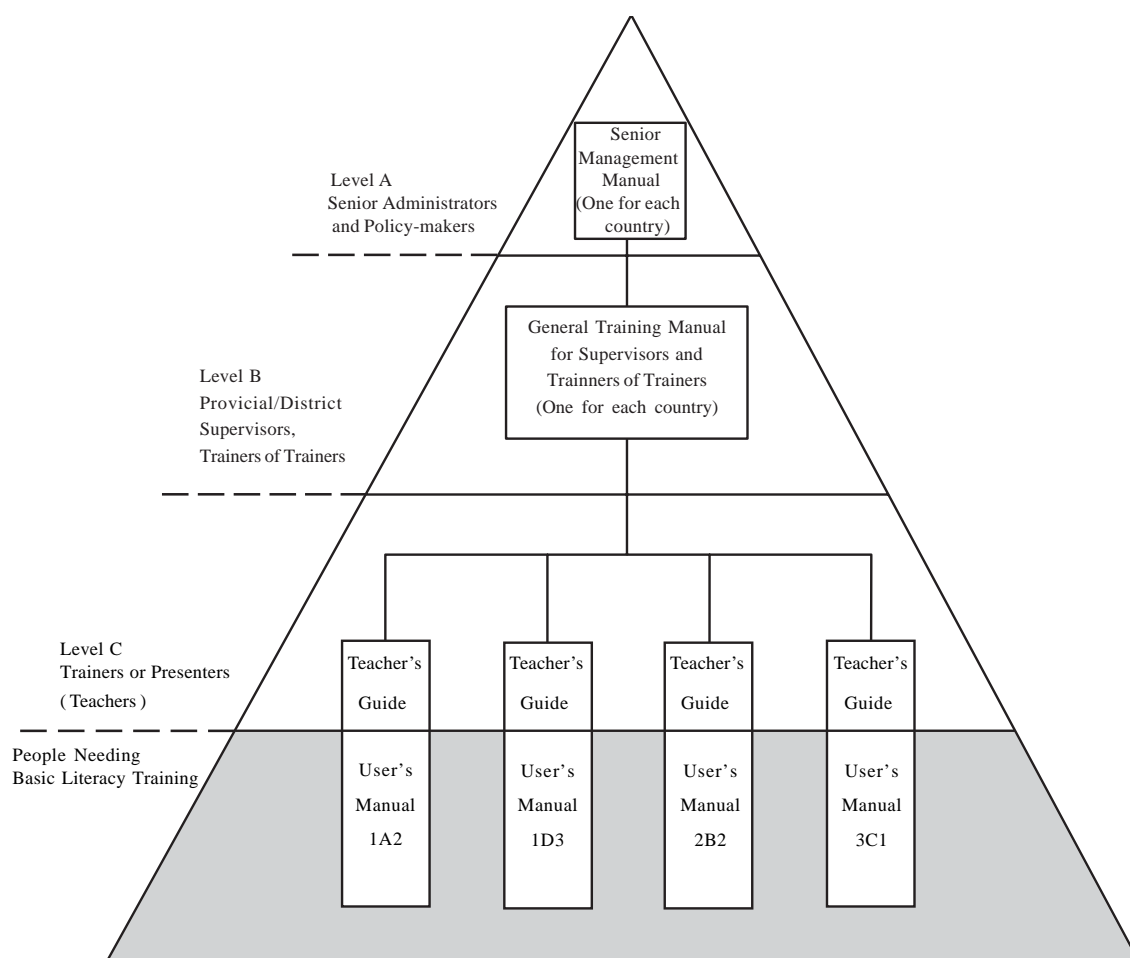 Senior
Management
Manual
(One for each
country)
Level A
Senior Administrators
and Policy-makers
General Training Manual
for Supervisors and
Trainners of Trainers
(One for each country)
Level B
Provicial/District
Supervisors,
Trainers of Trainers
Level C
Trainers or Presenters
( Teachers )
Teacher's
Guide
Teacher's
Guide
Teacher's
Guide
Teacher's
Guide
People Needing
Basic Literacy Training
User's
Manual
1A2
User's
Manual
1D3
User's
Manual
2B2
User's
Manual
3C1